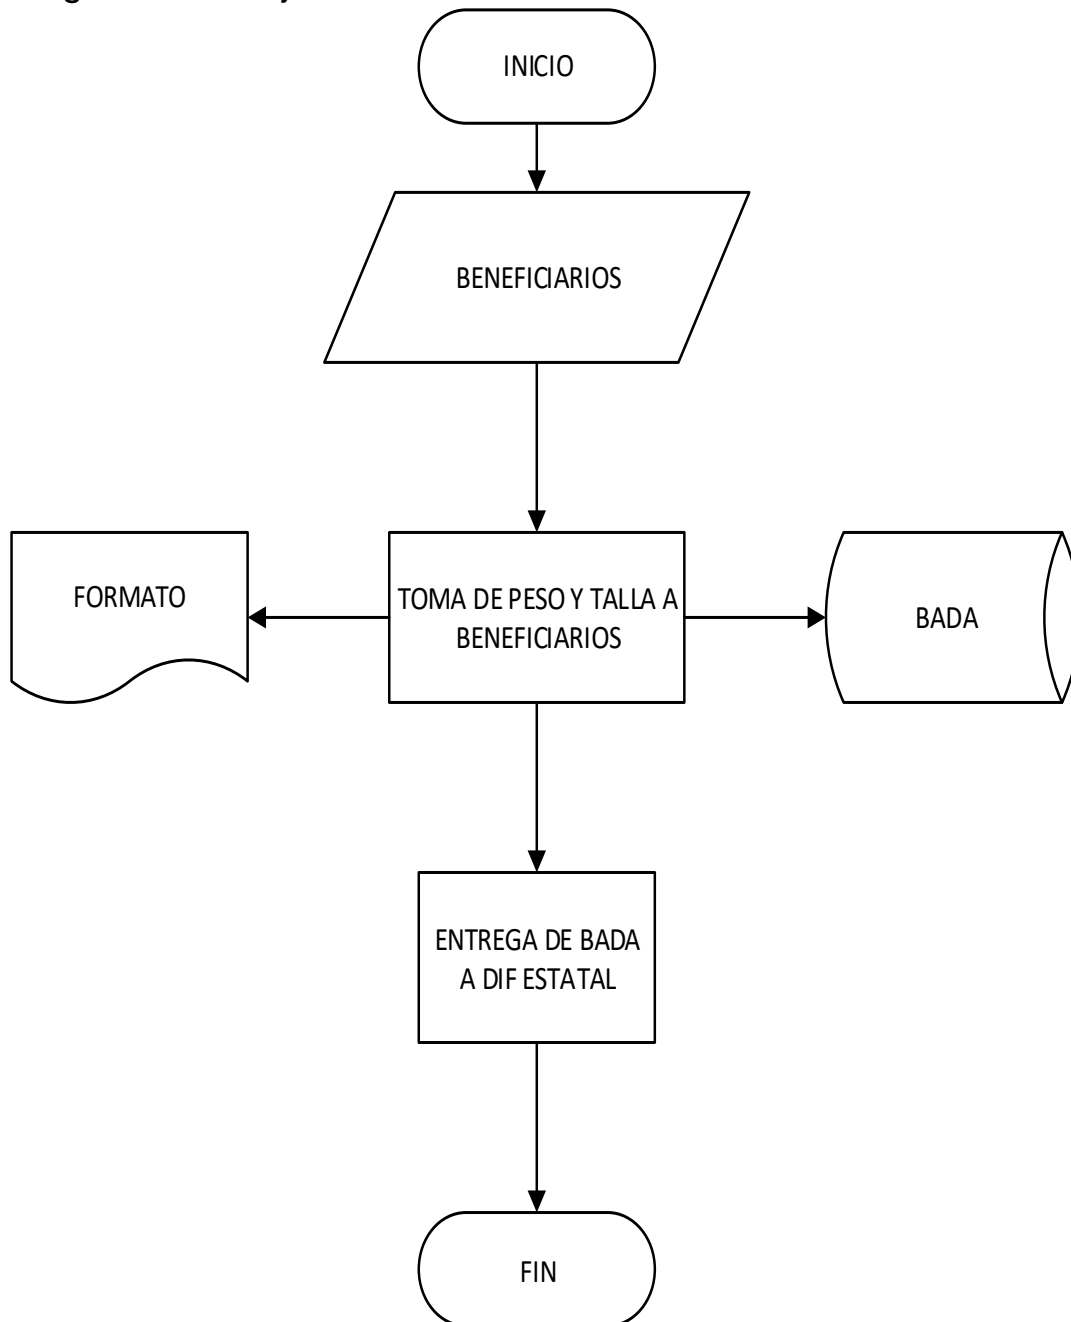 INICIO
BENEFICIARIOS
FORMATO
TOMA DE PESO Y TALLA A
BENEFICIARIOS
BADA
ENTREGA DE BADA
A DIF ESTATAL
FIN